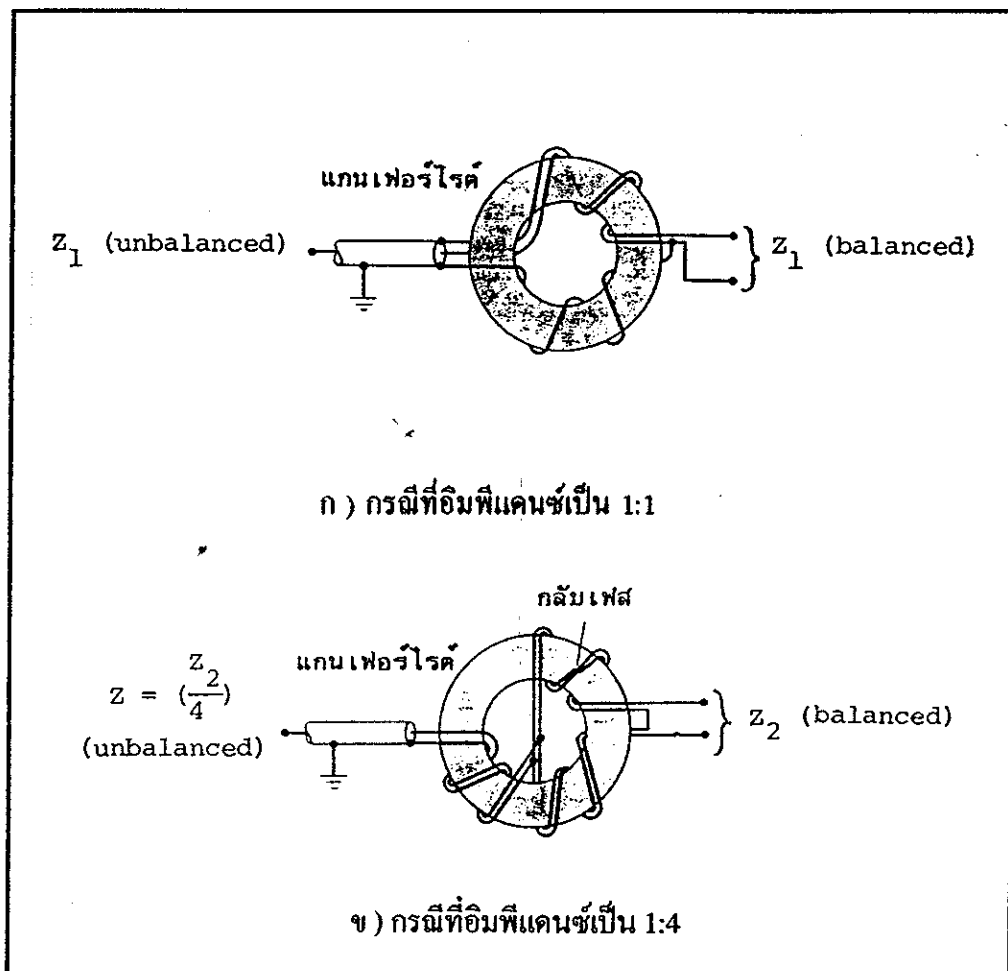 แกนเฟอร์ไรต์
Z1 (unbalanced)
Z1 (balanced)
ก ) กรณีที่อิมพีแดนซ์เป็น 1:1
กลับเฟส
แกนเฟอร์ไรต์
Z = (Z2/4)
(unbalanced)
Z2 (balanced)
ข ) กรณีที่อิมพีแดนซ์เป็น 1:4